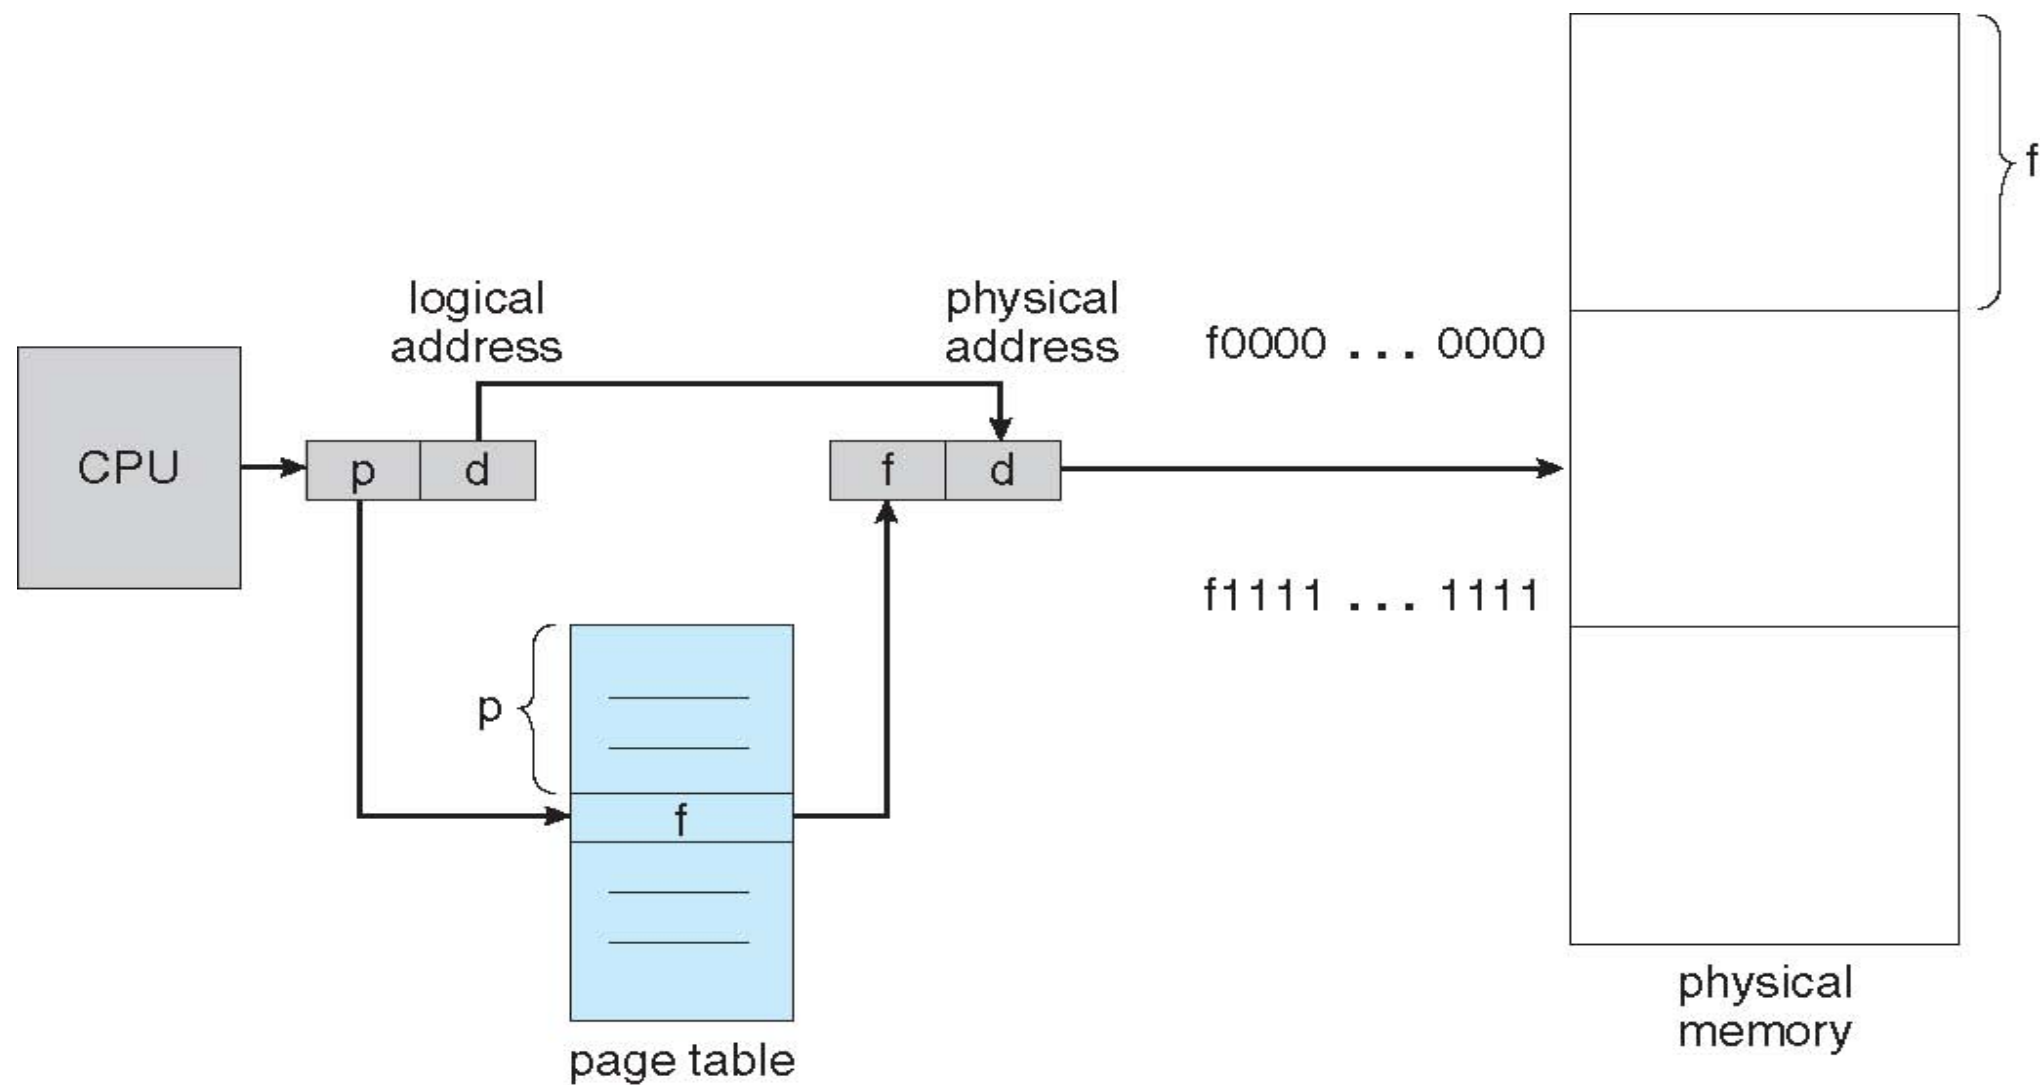 f
logical
address
physical
address
f0000 ... 0000
CPU
p
d
f
d
f1111 ... 1111
p
f
page table
physical
memory